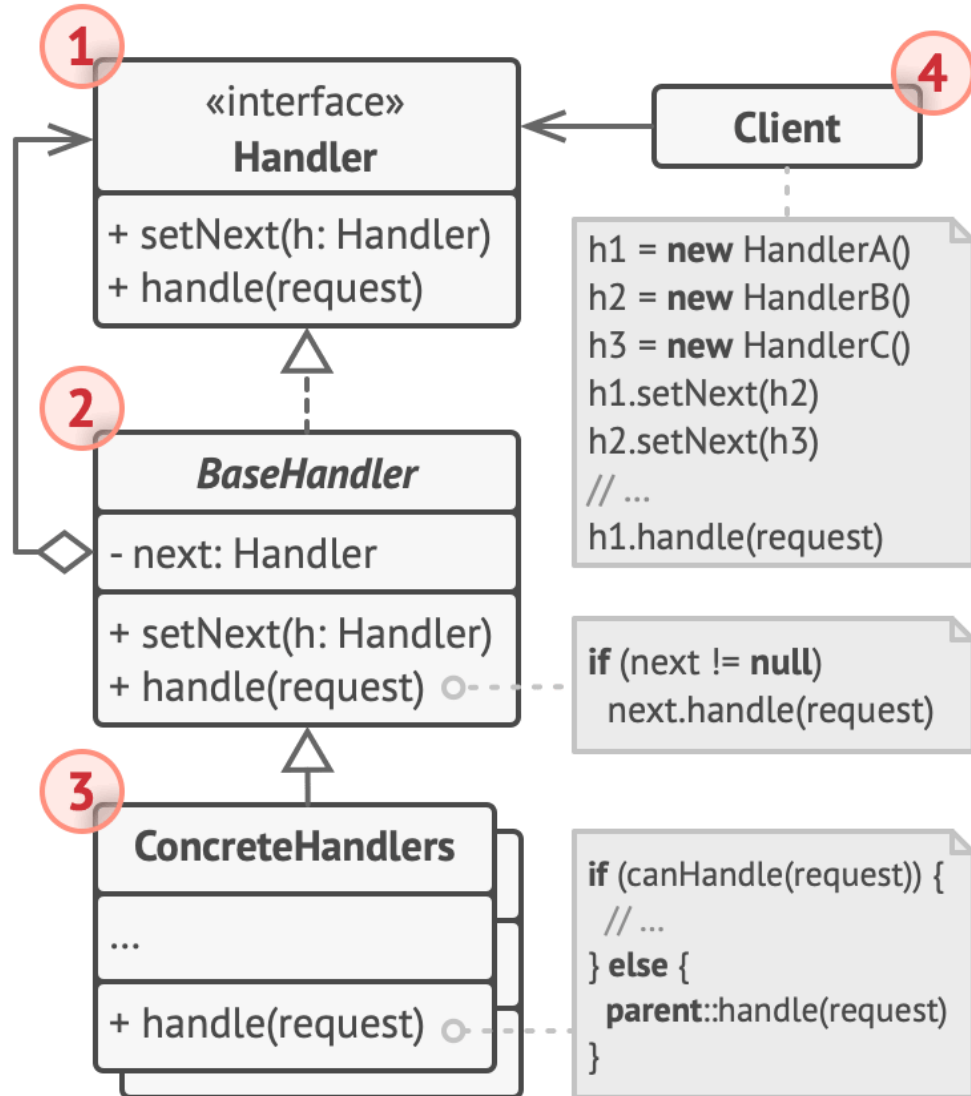 1
«interface»
Handler
+ setNext(h: Handler)
+ handle(request)
4
Client
h1 = new HandlerA()
h2 = new HandlerB()
h3 = new HandlerC()
h1.setNext(h2)
h2.setNext(h3)
// ...
h1.handle(request)
2
BaseHandler
- next: Handler
+ setNext(h: Handler)
+ handle(request)
if (next != null)
next.handle(request)
3
ConcreteHandlers
...
+ handle(request)
if (canHandle(request)) {
// ...
} else {
parent::handle(request)
}